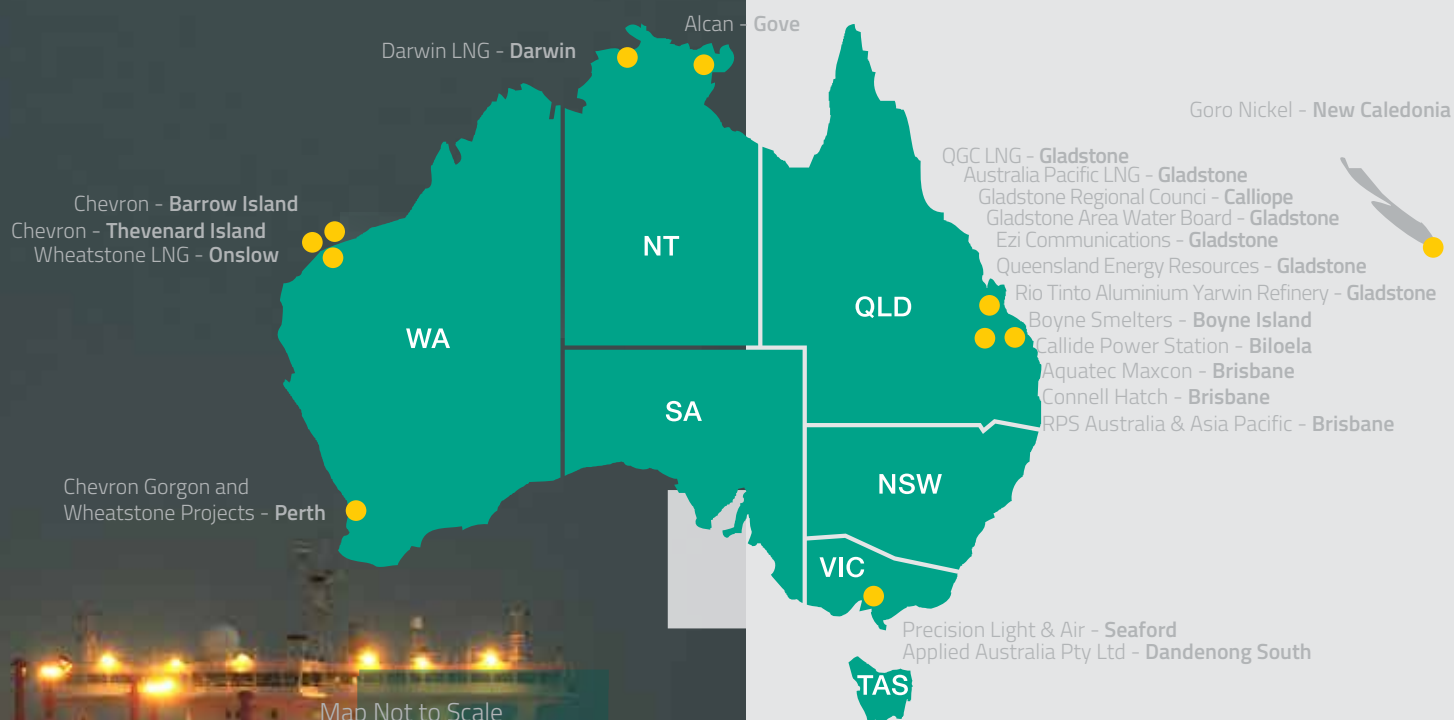 Alcan - Gove
Darwin LNG - Darwin
Goro Nickel - New Caledonia
QGC LNG - Gladstone
Australia Pacific LNG - Gladstone
Gladstone Regional Counci - Calliope
Gladstone Area Water Board - Gladstone
Ezi Communications - Gladstone
Queensland Energy Resources - Gladstone
Rio Tinto Aluminium Yarwin Refinery - Gladstone
Boyne Smelters - Boyne Island
Callide Power Station - Biloela
Aquatec Maxcon - Brisbane
Connell Hatch - Brisbane
RPS Australia & Asia Pacific - Brisbane
Chevron - Barrow Island
Chevron - Thevenard Island
Wheatstone LNG - Onslow
NT
QLD
WA
SA
NSW
VIC
Chevron Gorgon and
Wheatstone Projects - Perth
Precision Light & Air - Seaford
Applied Australia Pty Ltd - Dandenong South
TAS
Map Not to Scale